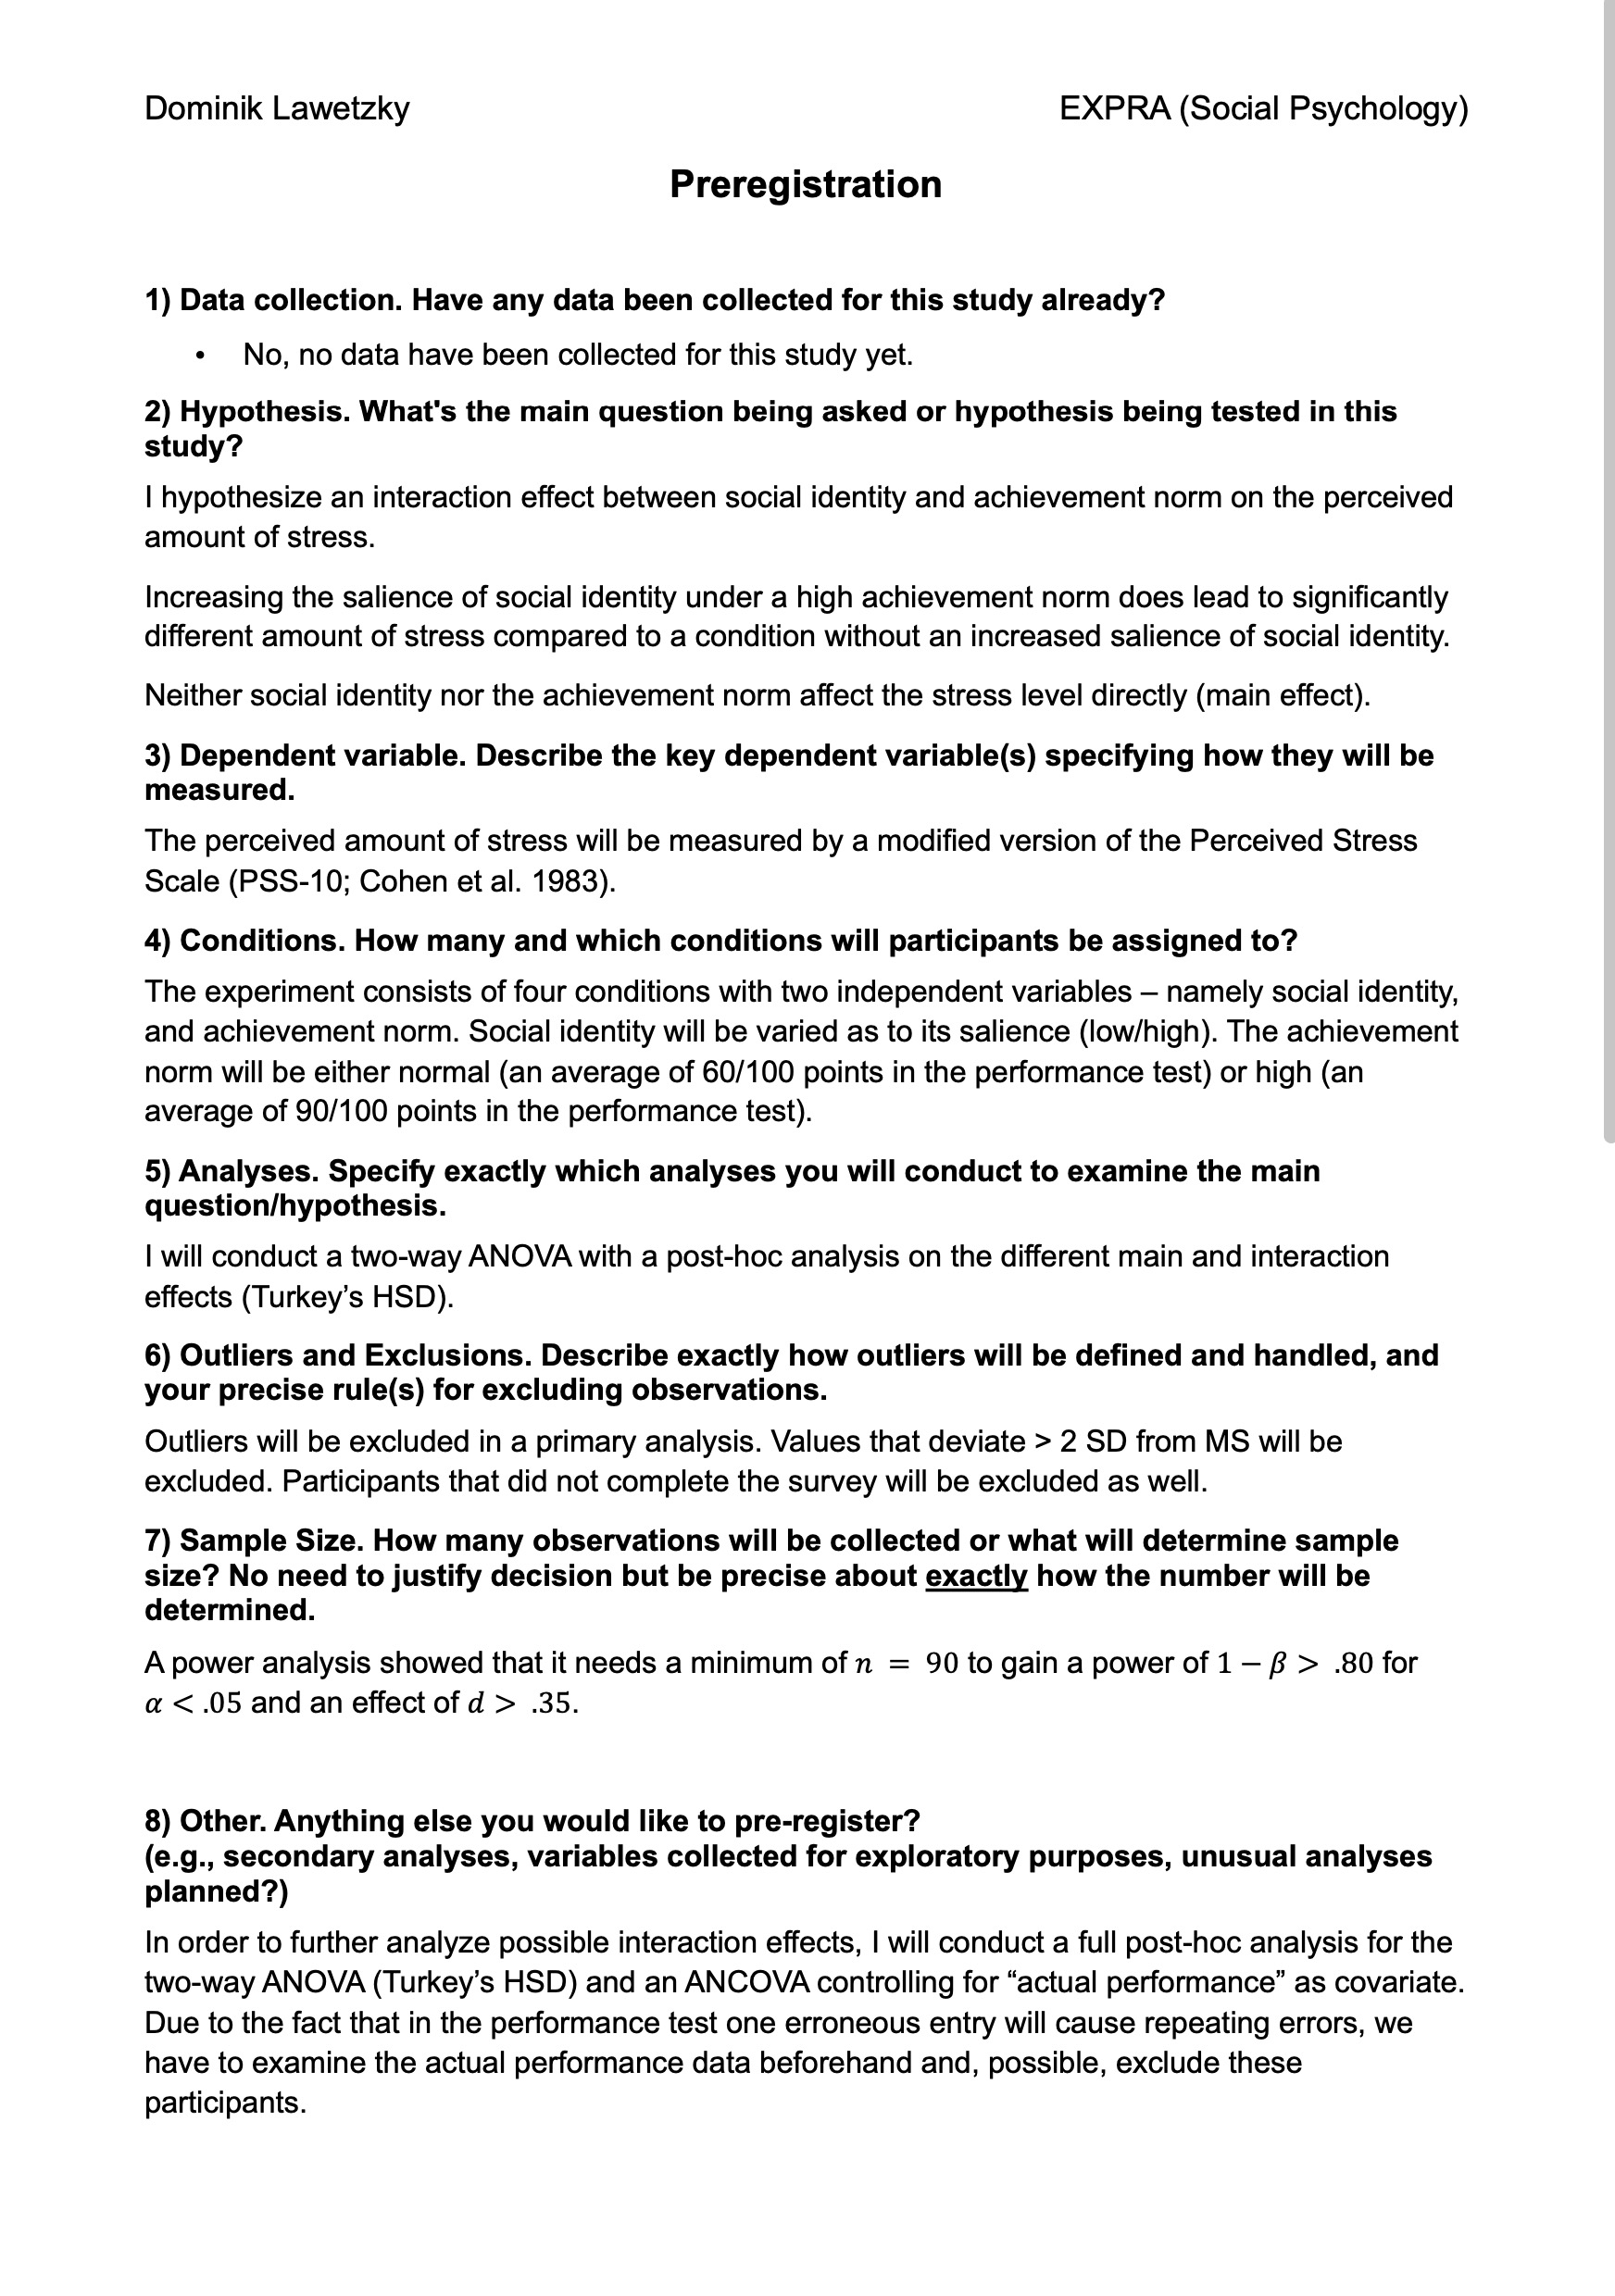 Dominik Lawetzky EXPRA (Social Psychology)
Preregistration
1) Data collection. Have any data been collected for this study already?
• No, no data have been collected for this study yet.
2) Hypothesis. What's the main question being asked or hypothesis being tested in this
study?
I hypothesize an interaction effect between social identity and achievement norm on the perceived
amount of stress.
Increasing the salience of social identity under a high achievement norm does lead to significantly
different amount of stress compared to a condition without an increased salience of social identity.
Neither social identity nor the achievement norm affect the stress level directly (main effect).
3) Dependent variable. Describe the key dependent variable(s) specifying how they will be
measured.
The perceived amount of stress will be measured by a modified version of the Perceived Stress
Scale (PSS-10; Cohen et al. 1983).
4) Conditions. How many and which conditions will participants be assigned to?
The experiment consists of four conditions with two independent variables – namely social identity,
and achievement norm. Social identity will be varied as to its salience (low/high). The achievement
norm will be either normal (an average of 60/100 points in the performance test) or high (an
average of 90/100 points in the performance test).
5) Analyses. Specify exactly which analyses you will conduct to examine the main
question/hypothesis.
I will conduct a two-way ANOVA with a post-hoc analysis on the different main and interaction
effects (Turkey’s HSD).
6) Outliers and Exclusions. Describe exactly how outliers will be defined and handled, and
your precise rule(s) for excluding observations.
Outliers will be excluded in a primary analysis. Values that deviate > 2 SD from MS will be
excluded. Participants that did not complete the survey will be excluded as well.
7) Sample Size. How many observations will be collected or what will determine sample
size? No need to justify decision but be precise about exactly how the number will be
determined.
A power analysis showed that it needs a minimum of n = 90 to gain a power of 1 − β > .80 for
α < .05 and an effect of d > .35.
8) Other. Anything else you would like to pre-register?
(e.g., secondary analyses, variables collected for exploratory purposes, unusual analyses
planned?)
In order to further analyze possible interaction effects, I will conduct a full post-hoc analysis for the
two-way ANOVA (Turkey’s HSD) and an ANCOVA controlling for “actual performance” as covariate.
Due to the fact that in the performance test one erroneous entry will cause repeating errors, we
have to examine the actual performance data beforehand and, possible, exclude these
participants.